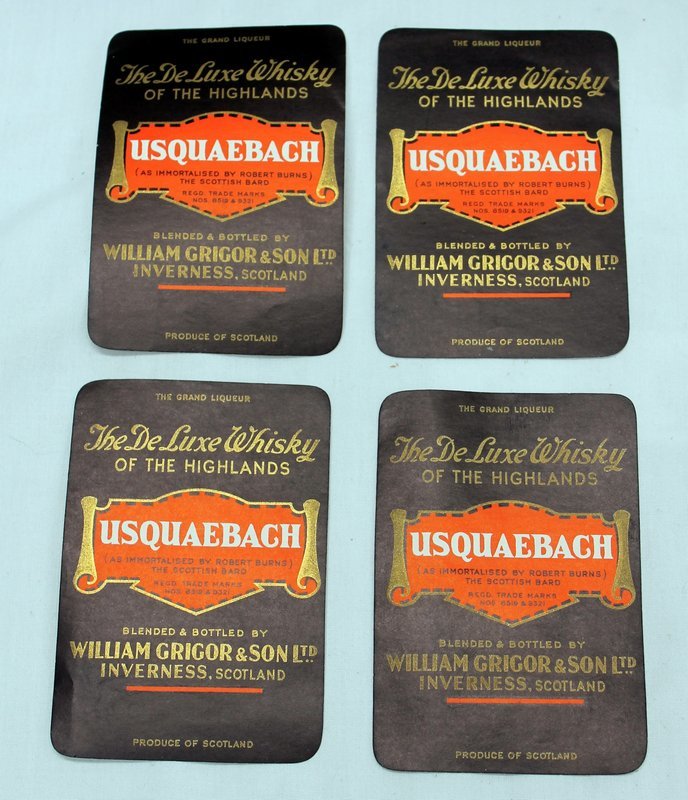 THE GRAND LIQUEUR
The De Luxe Whisky
OF THE HIGHLANDS
USQUAEBACH
(AS IMMORTALISED BY ROBERT BURNS)
THE SCOTTISH BARD
REGD. TRADE MARKS
NOS. 6519 & 9321
BLENDED & BOTTLED BY
WILLIAM GRIGOR & SON LTD.
INVERNESS, SCOTLAND
PRODUCE OF SCOTLAND
THE GRAND LIQUEUR
The De Luxe Whisky
OF THE HIGHLANDS
USQUAEBACH
(AS IMMORTALISED BY ROBERT BURNS)
THE SCOTTISH BARD
REGD. TRADE MARKS
NOS. 6519 & 9321
BLENDED & BOTTLED BY
WILLIAM GRIGOR & SON LTD.
INVERNESS, SCOTLAND
PRODUCE OF SCOTLAND
THE GRAND LIQUEUR
The De Luxe Whisky
OF THE HIGHLANDS
USQUAEBACH
(AS IMMORTALISED BY ROBERT BURNS)
THE SCOTTISH BARD
REGD. TRADE MARKS
NOS. 6519 & 9321
BLENDED & BOTTLED BY
WILLIAM GRIGOR & SON LTD.
INVERNESS, SCOTLAND
PRODUCE OF SCOTLAND
THE GRAND LIQUEUR
The De Luxe Whisky
OF THE HIGHLANDS
USQUAEBACH
(AS IMMORTALISED BY ROBERT BURNS)
THE SCOTTISH BARD
REGD. TRADE MARKS
NOS. 6519 & 9321
BLENDED & BOTTLED BY
WILLIAM GRIGOR & SON LTD.
INVERNESS, SCOTLAND
PRODUCE OF SCOTLAND